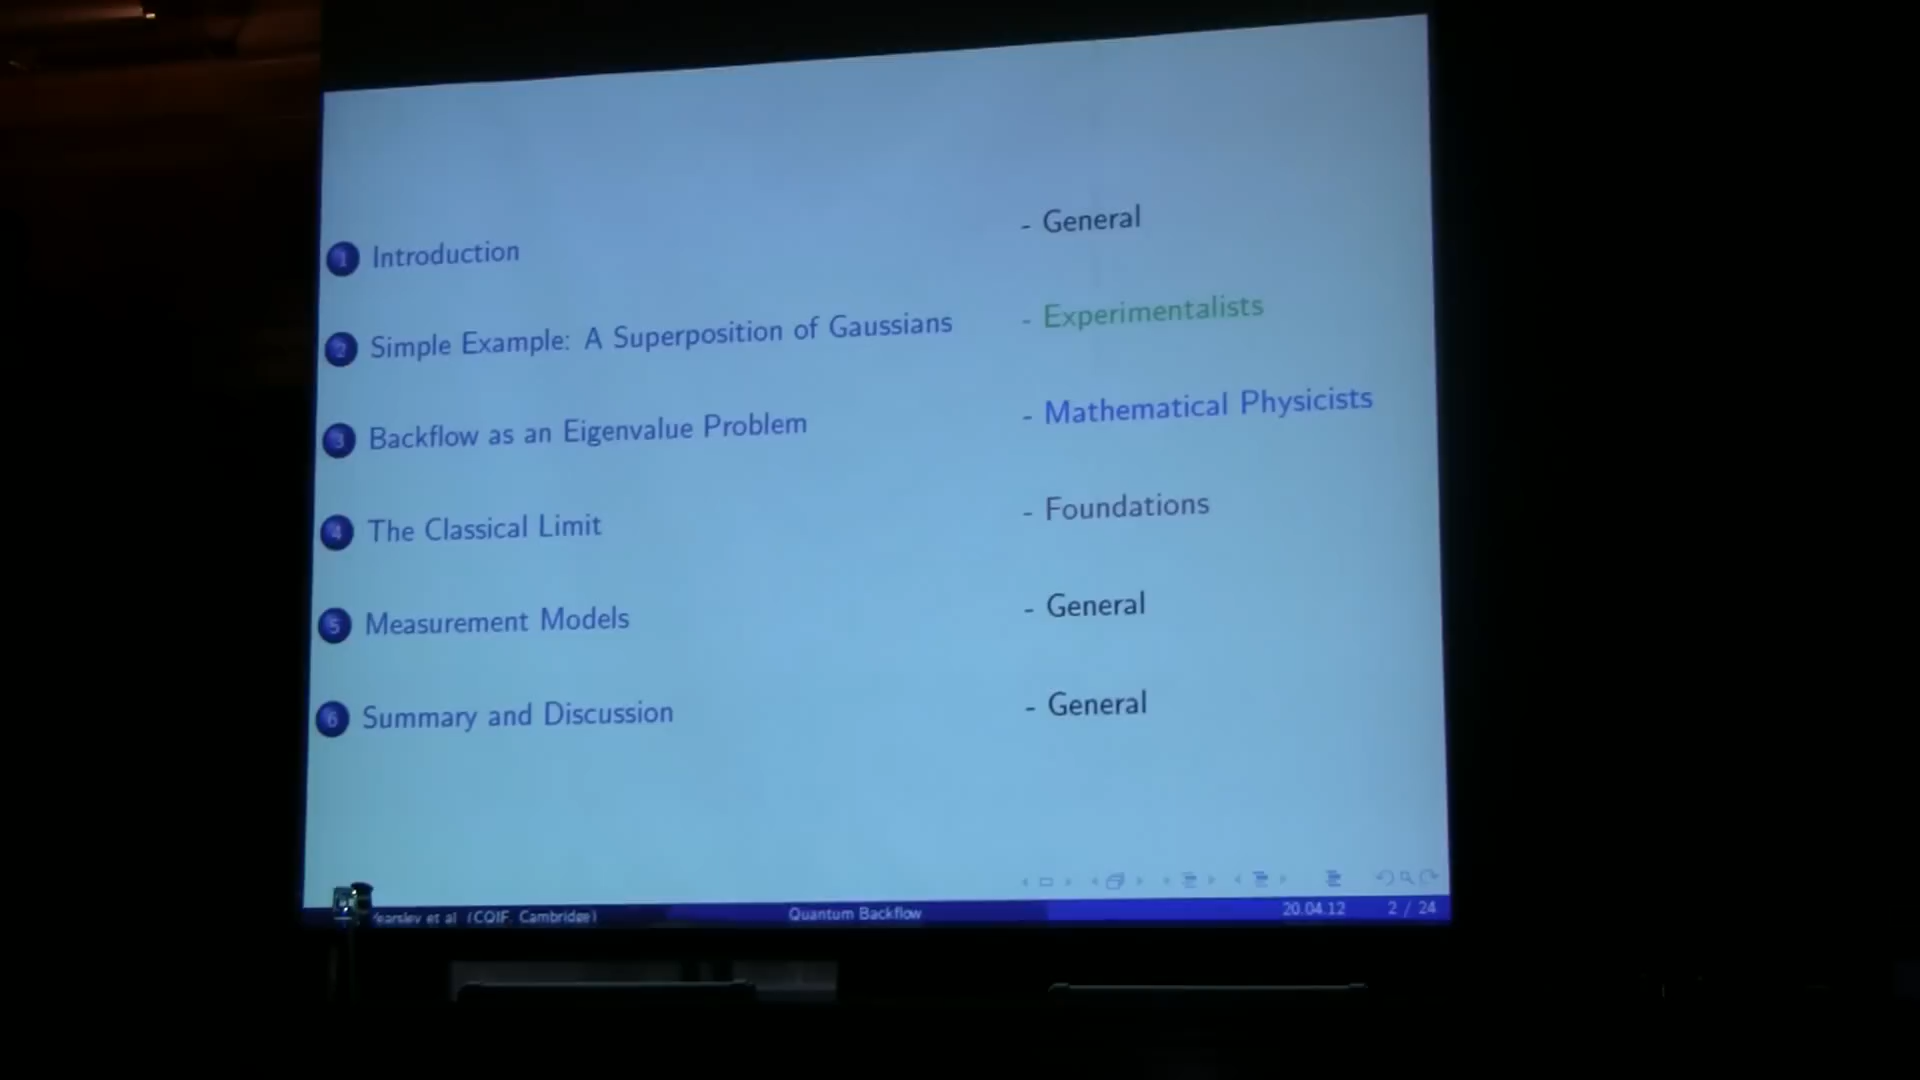 1 Introduction - General
2 Simple Example: A Superposition of Gaussians - Experimentalists
3 Backflow as an Eigenvalue Problem - Mathematical Physicists
4 The Classical Limit - Foundations
5 Measurement Models - General
6 Summary and Discussion - General
Yearsley et al (CQIF, Cambridge) Quantum Backflow 20.04.12 2 / 24